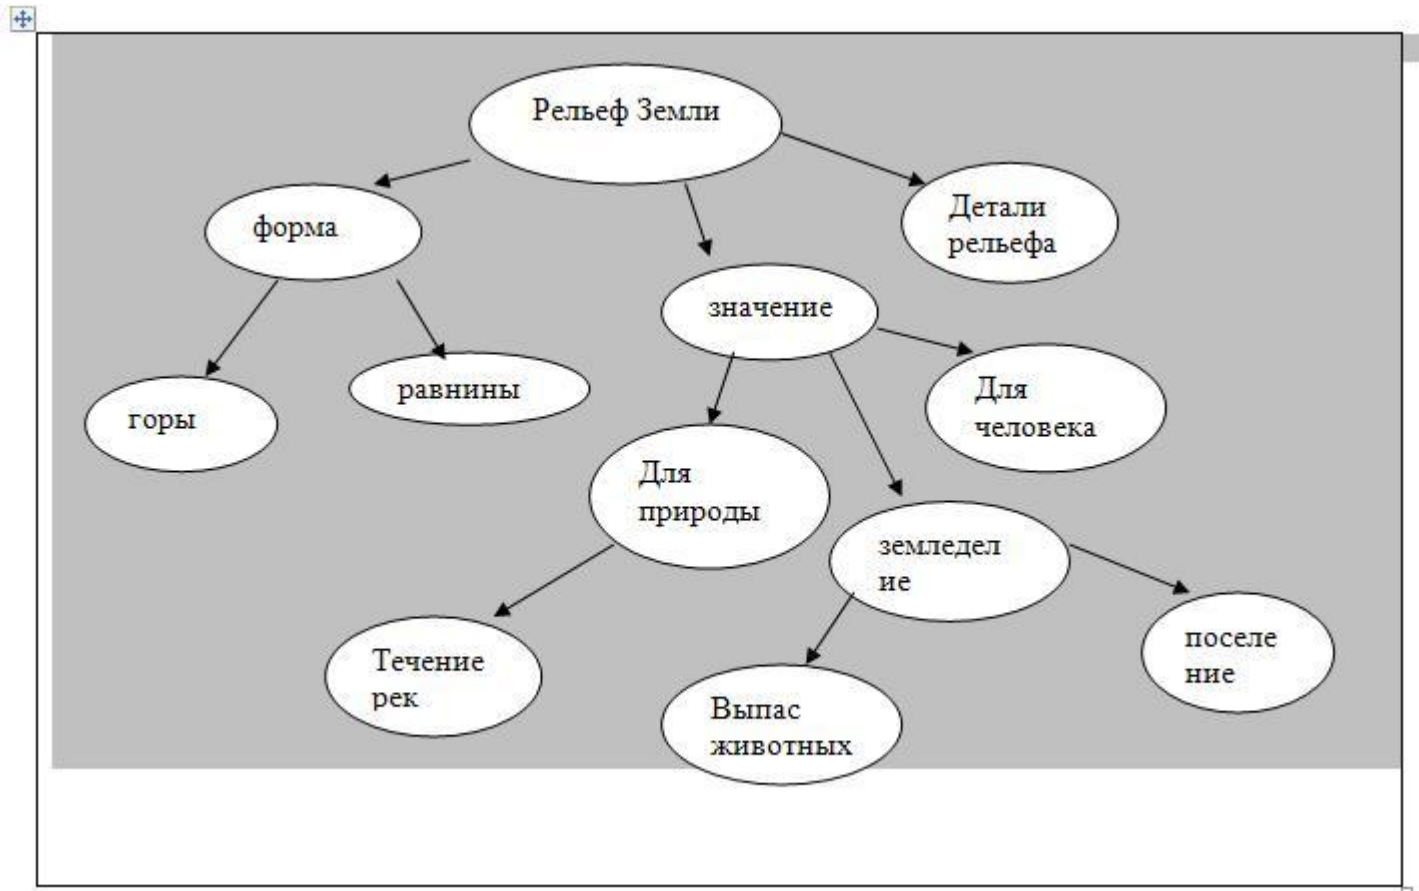 Рельеф Земли
форма
Детали
рельефа
значение
горы
равнины
Для
человека
Для
природы
земледел
ие
Течение
рек
Выпас
животных
поселе
ние